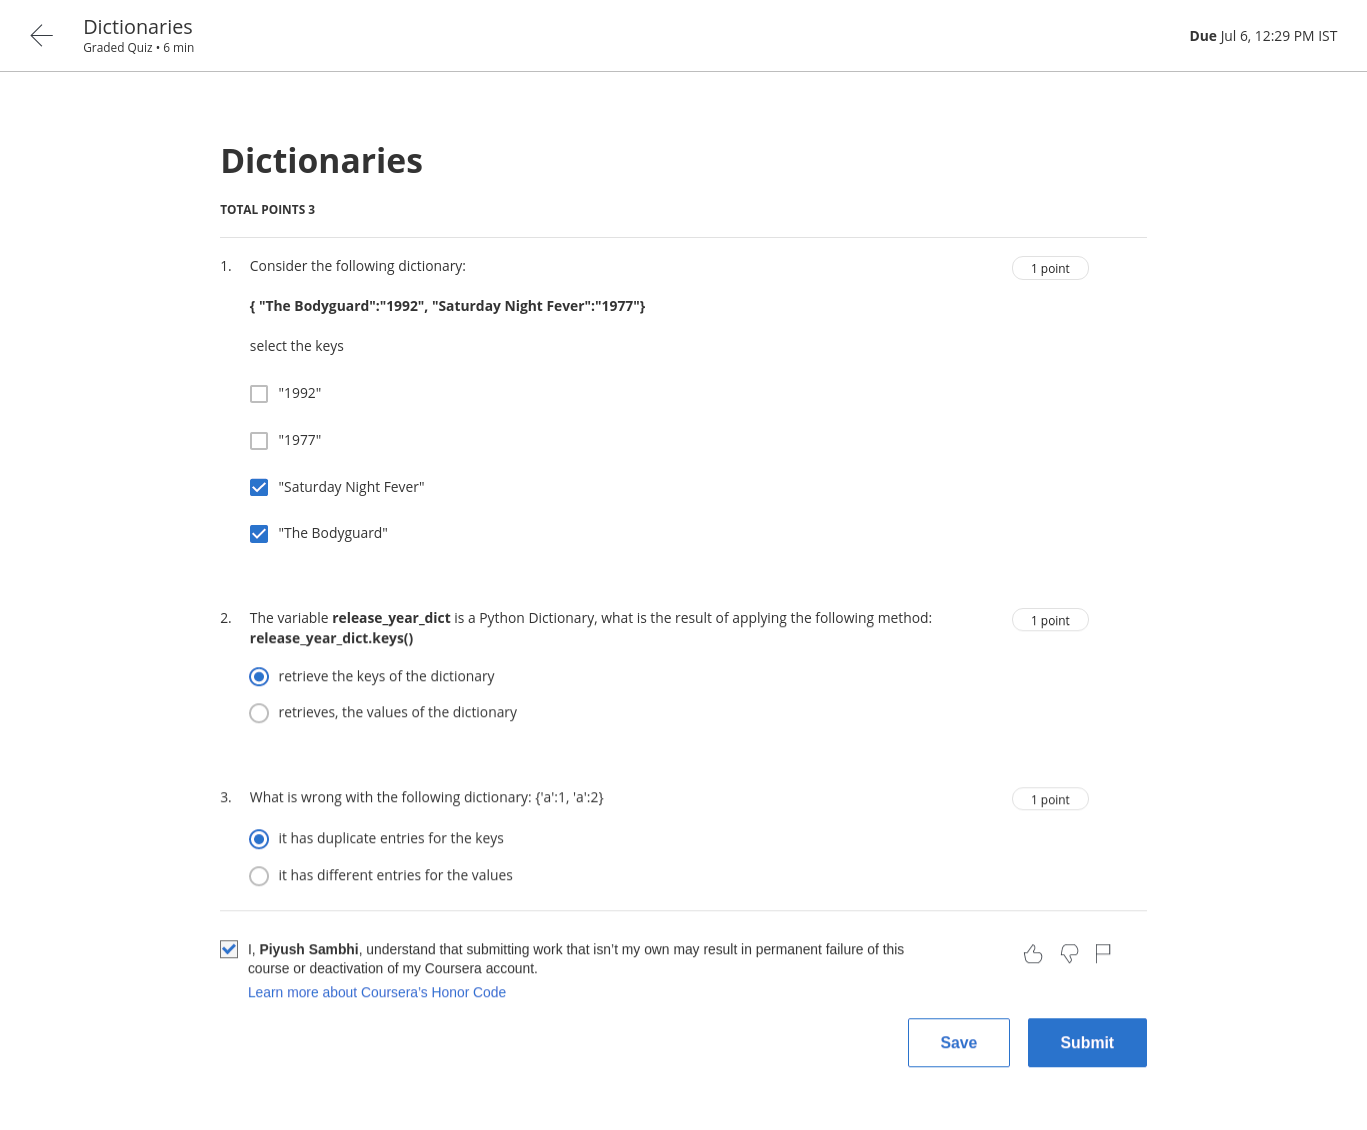 Dictionaries
Graded Quiz • 6 min
Due Jul 6, 12:29 PM IST
Dictionaries
TOTAL POINTS 3
1. Consider the following dictionary:
1 point
{ "The Bodyguard":"1992", "Saturday Night Fever":"1977"}
select the keys
"1992"
"1977"
"Saturday Night Fever"
"The Bodyguard"
2. The variable release_year_dict is a Python Dictionary, what is the result of applying the following method:
1 point
release_year_dict.keys()
retrieve the keys of the dictionary
retrieves, the values of the dictionary
3. What is wrong with the following dictionary: {'a':1, 'a':2}
1 point
it has duplicate entries for the keys
it has different entries for the values
I, Piyush Sambhi, understand that submitting work that isn't my own may result in permanent failure of this
course or deactivation of my Coursera account.
Learn more about Coursera's Honor Code
Save
Submit